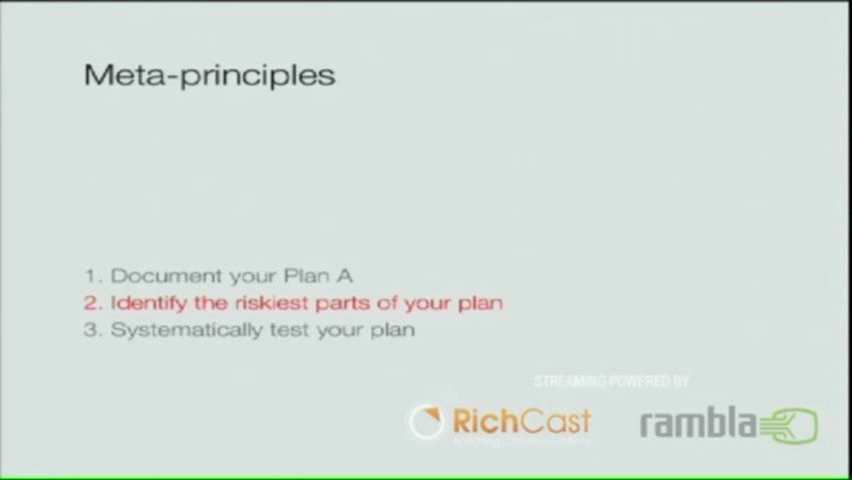 Meta-principles
1. Document your Plan A
2. Identify the riskiest parts of your plan
3. Systematically test your plan
STREAMING POWERED BY
RichCast
rambla